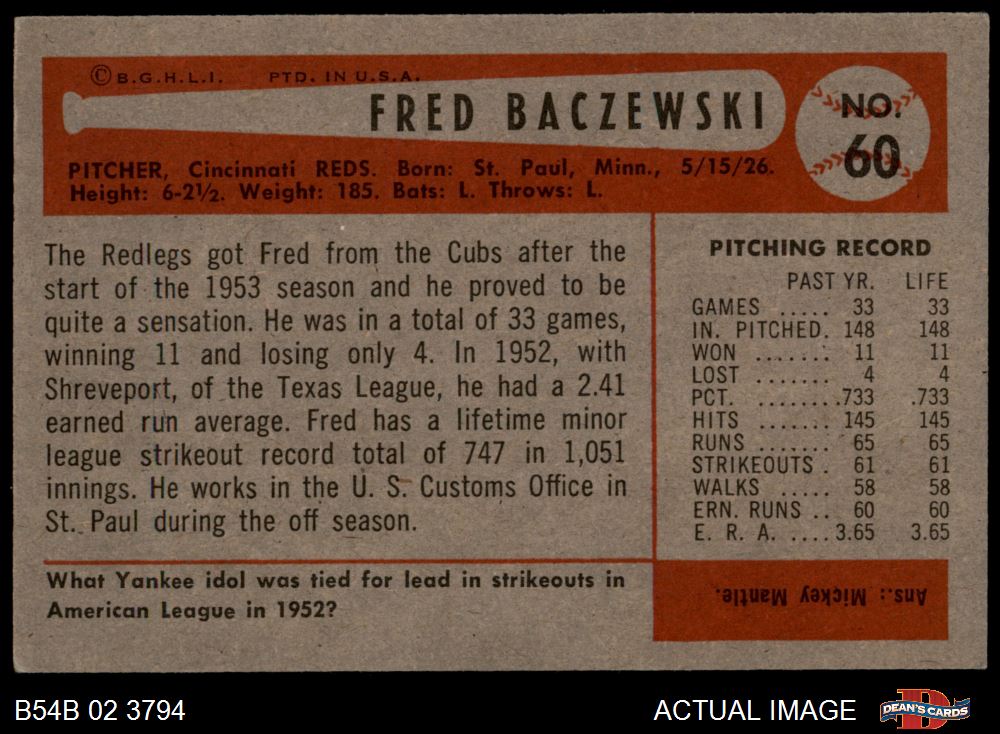 © B.G.H.L.I. PTD. IN U.S.A.
FRED BACZEWSKI
NO.
60
PITCHER, Cincinnati REDS. Born: St. Paul, Minn., 5/15/26.
Height: 6-2½. Weight: 185. Bats: L. Throws: L.
The Redlegs got Fred from the Cubs after the
start of the 1953 season and he proved to be
quite a sensation. He was in a total of 33 games,
winning 11 and losing only 4. In 1952, with
Shreveport, of the Texas League, he had a 2.41
earned run average. Fred has a lifetime minor
league strikeout record total of 747 in 1,051
innings. He works in the U. S. Customs Office in
St. Paul during the off season.
PITCHING RECORD
PAST YR. LIFE
GAMES ..... 33 33
IN. PITCHED. 148 148
WON ....... 11 11
LOST ....... 4 4
PCT. ........733 .733
HITS ....... 145 145
RUNS ....... 65 65
STRIKEOUTS . 61 61
WALKS ..... 58 58
ERN. RUNS .. 60 60
E. R. A. .... 3.65 3.65
What Yankee idol was tied for lead in strikeouts in
American League in 1952?
Ans.: Mickey Mantle.
B54B 02 3794
ACTUAL IMAGE
D
DEAN'S CARDS